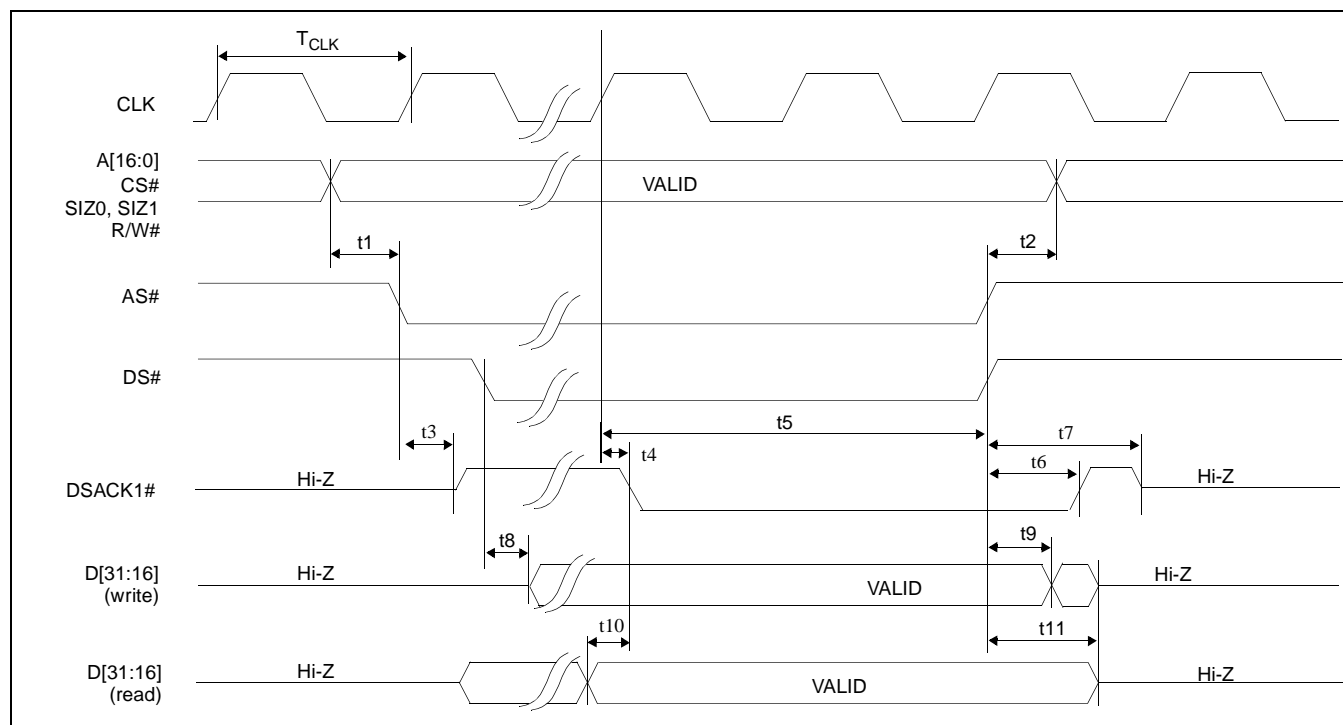 TCLK
CLK
A[16:0]
CS#
VALID
SIZ0, SIZ1
R/W#
t1
t2
AS#
DS#
t5
t3
t7
t4
t6
DSACK1#
Hi-Z
Hi-Z
t8
t9
D[31:16]
(write)
Hi-Z
VALID
Hi-Z
t10
t11
D[31:16]
(read)
Hi-Z
VALID
Hi-Z